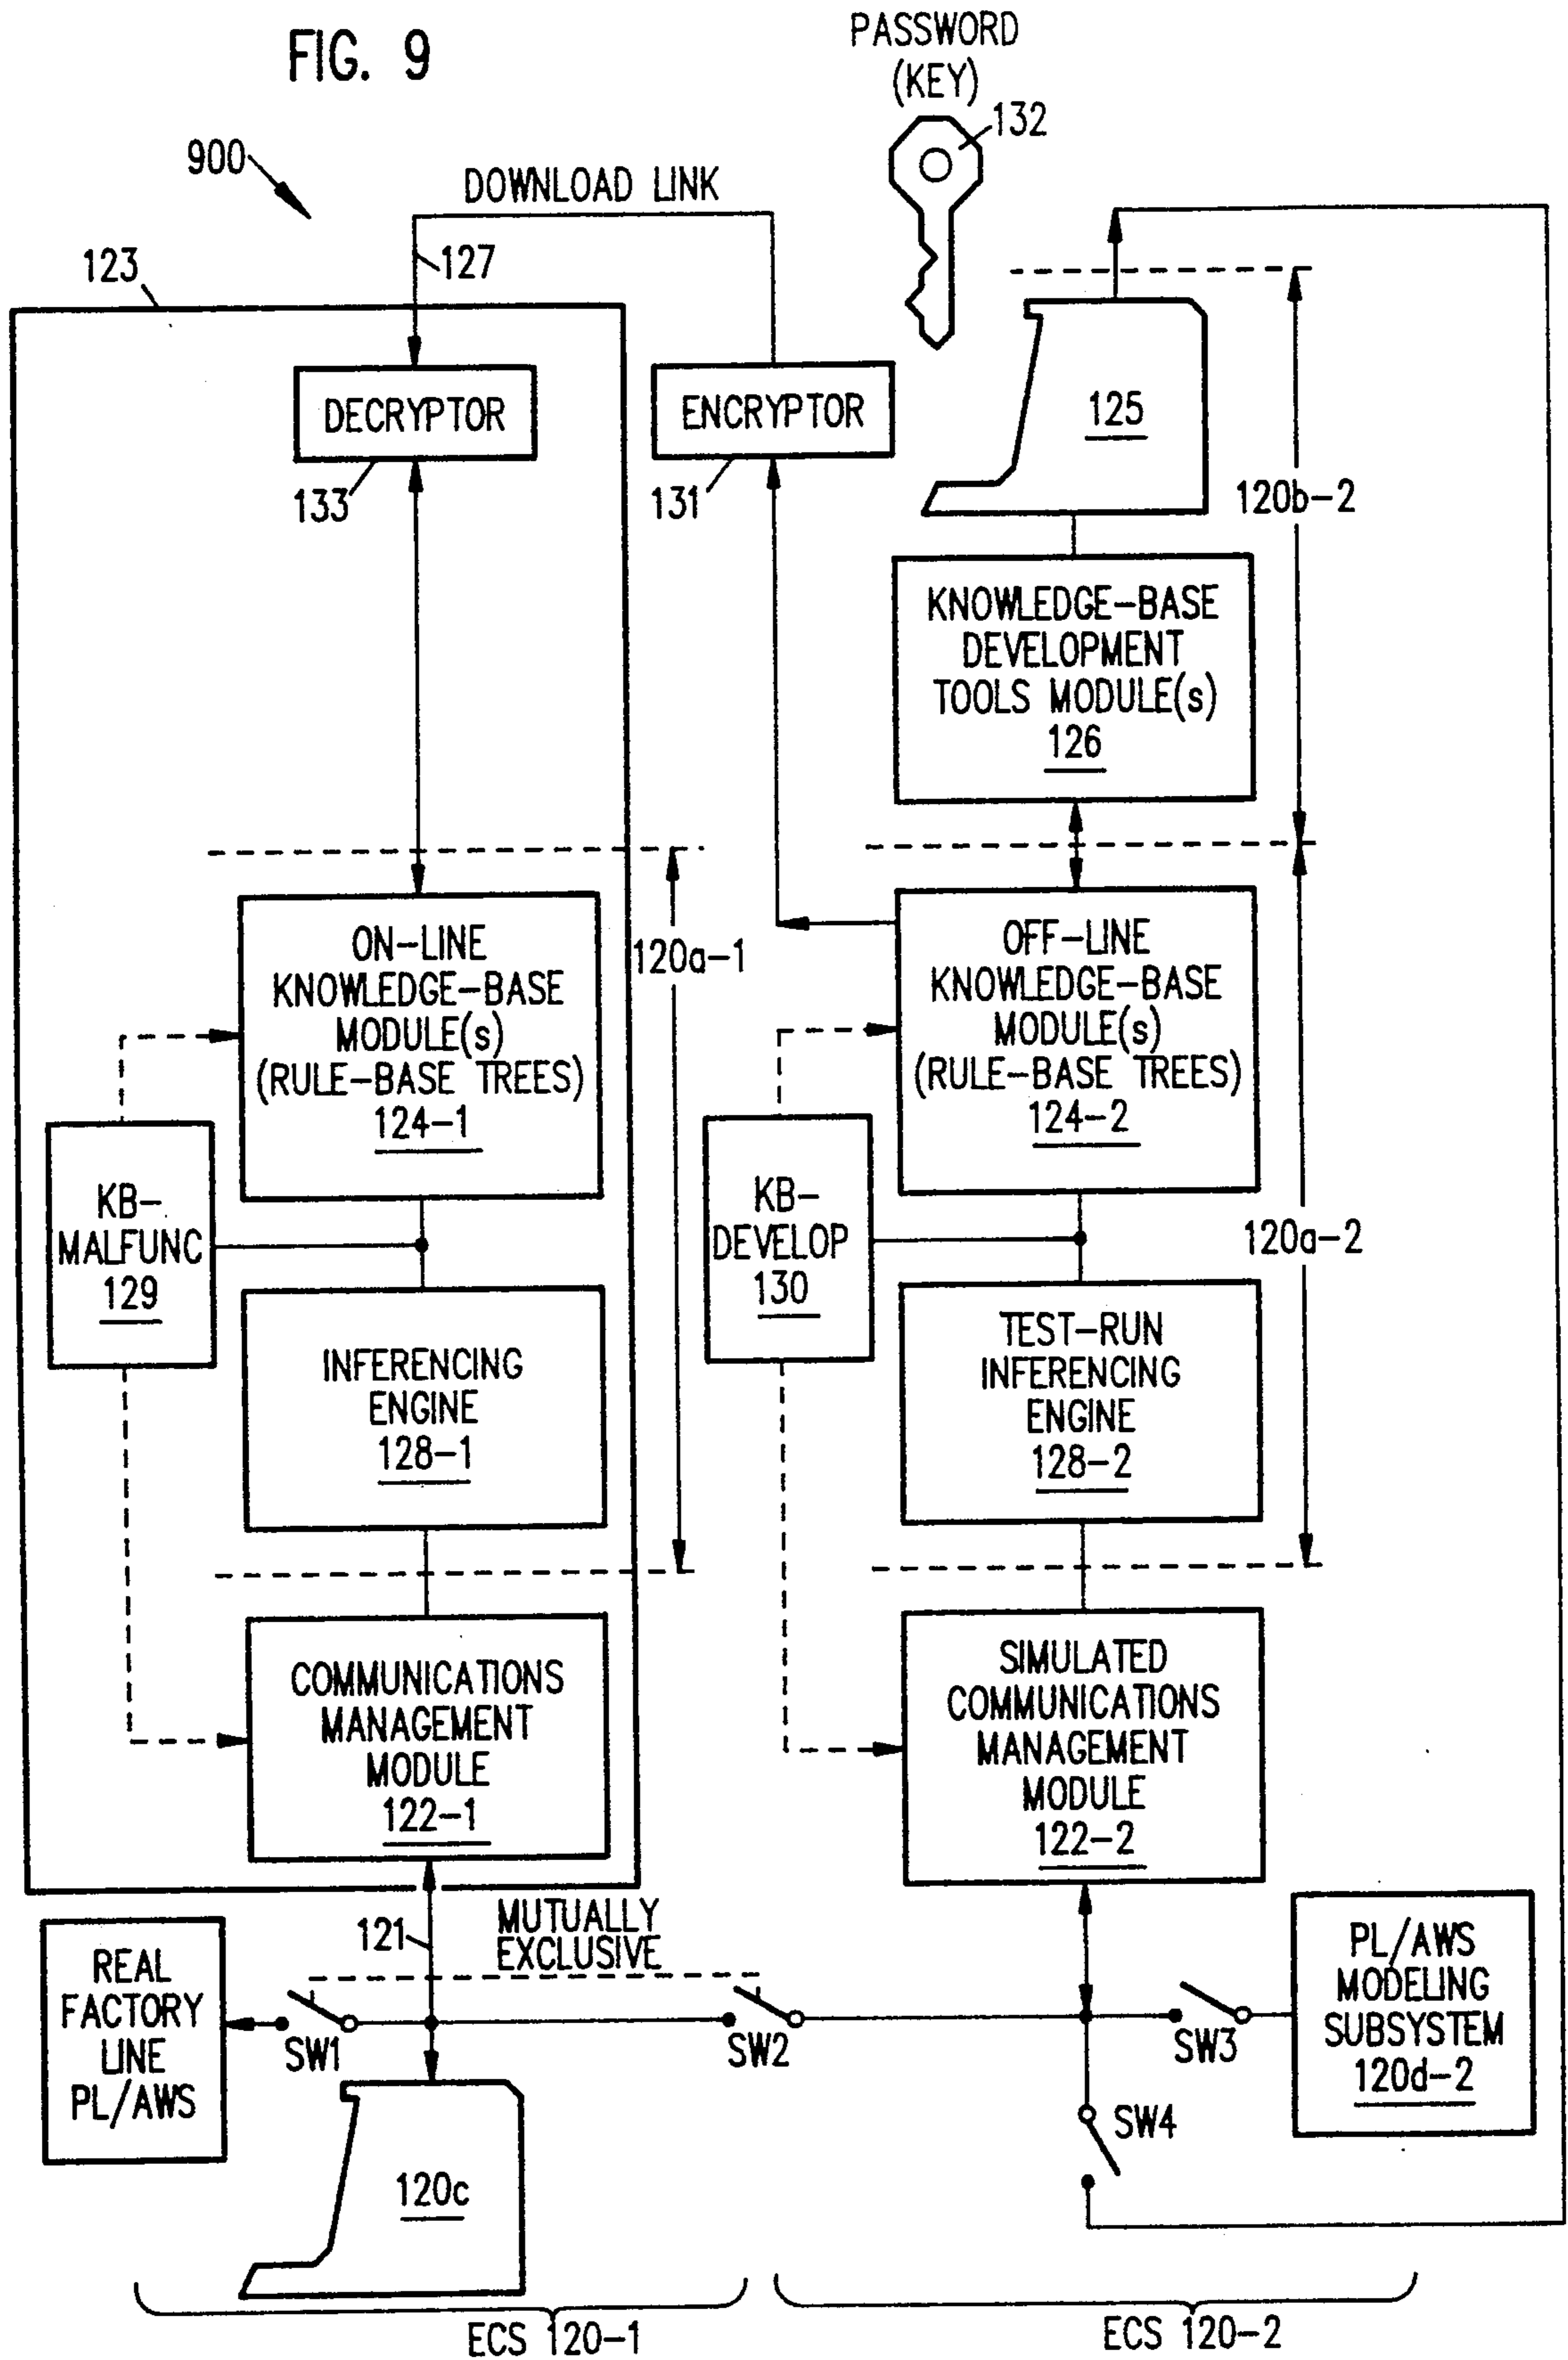 FIG. 9
PASSWORD
(KEY)
132
900
DOWNLOAD LINK
127
123
DECRYPTOR
133
ENCRYPTOR
131
125
120b-2
KNOWLEDGE-BASE
DEVELOPMENT
TOOLS MODULE(s)
126
ON-LINE
KNOWLEDGE-BASE
MODULE(s)
(RULE-BASE TREES)
124-1
120a-1
OFF-LINE
KNOWLEDGE-BASE
MODULE(s)
(RULE-BASE TREES)
124-2
120a-2
KB-
MALFUNC
129
KB-
DEVELOP
130
INFERENCING
ENGINE
128-1
TEST-RUN
INFERENCING
ENGINE
128-2
COMMUNICATIONS
MANAGEMENT
MODULE
122-1
SIMULATED
COMMUNICATIONS
MANAGEMENT
MODULE
122-2
121
MUTUALLY
EXCLUSIVE
REAL
FACTORY
LINE
PL/AWS
SW1
SW2
SW3
PL/AWS
MODELING
SUBSYSTEM
120d-2
SW4
120c
ECS 120-1
ECS 120-2